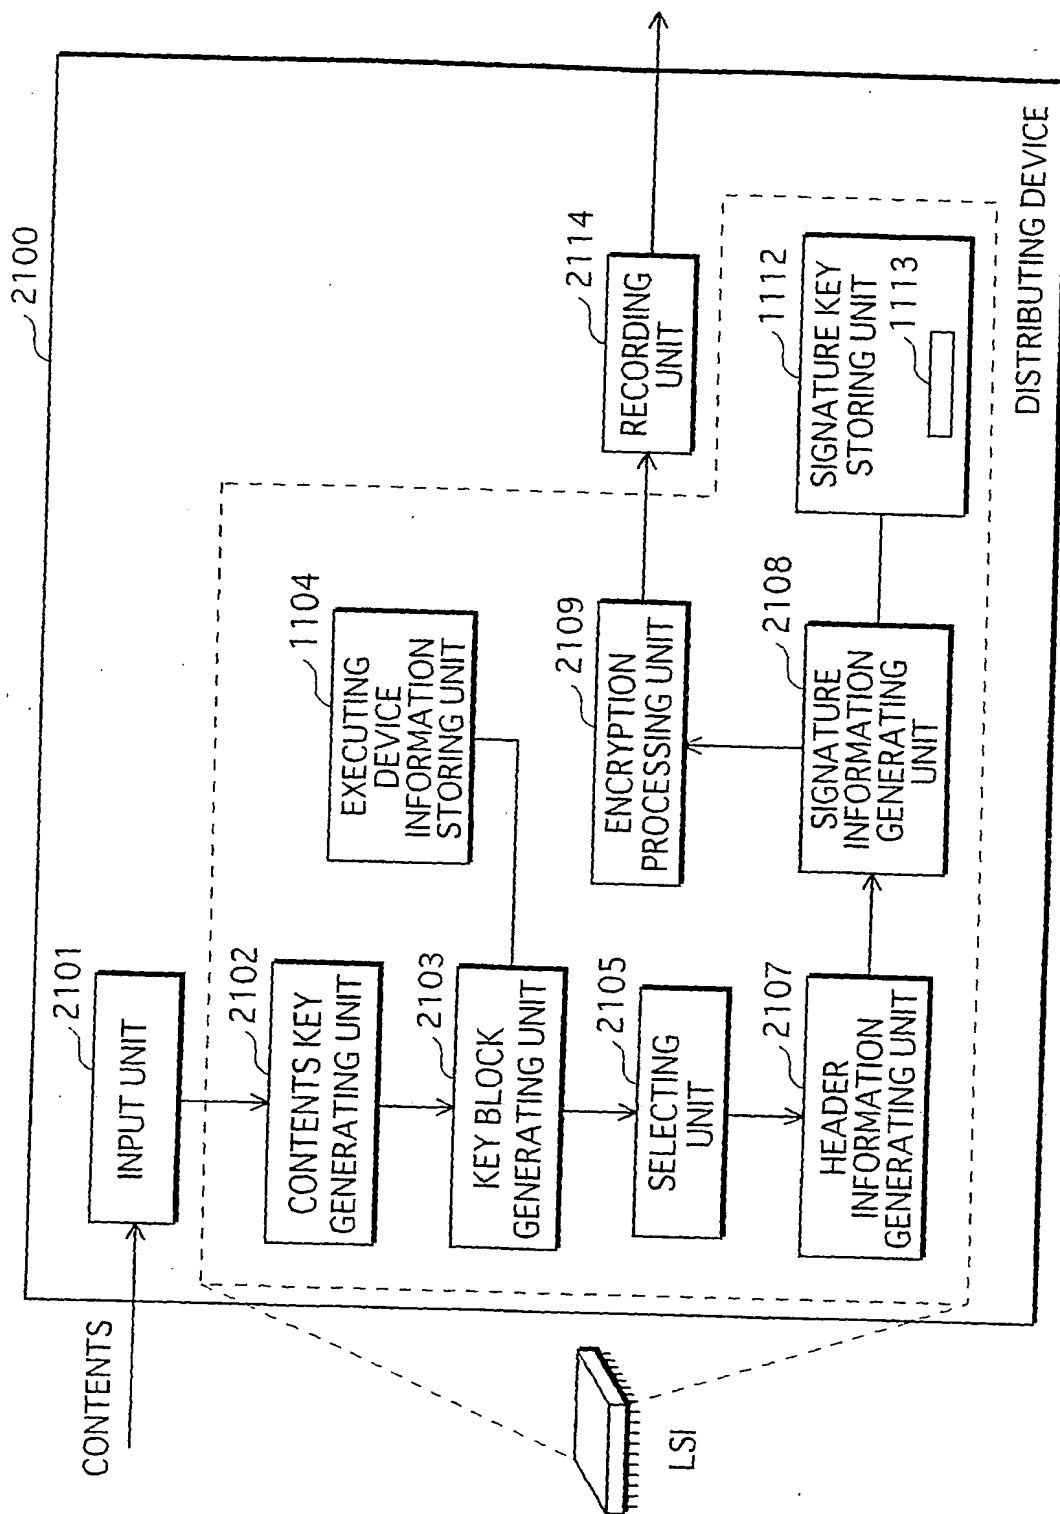 2100
CONTENTS
2101
INPUT UNIT
2102
CONTENTS KEY
GENERATING UNIT
1104
EXECUTING
DEVICE
INFORMATION
STORING UNIT
2103
KEY BLOCK
GENERATING UNIT
2105
SELECTING
UNIT
2109
ENCRYPTION
PROCESSING UNIT
2114
RECORDING
UNIT
2107
HEADER
INFORMATION
GENERATING UNIT
2108
SIGNATURE
INFORMATION
GENERATING
UNIT
1112
SIGNATURE KEY
STORING UNIT
1113
LSI
DISTRIBUTING DEVICE